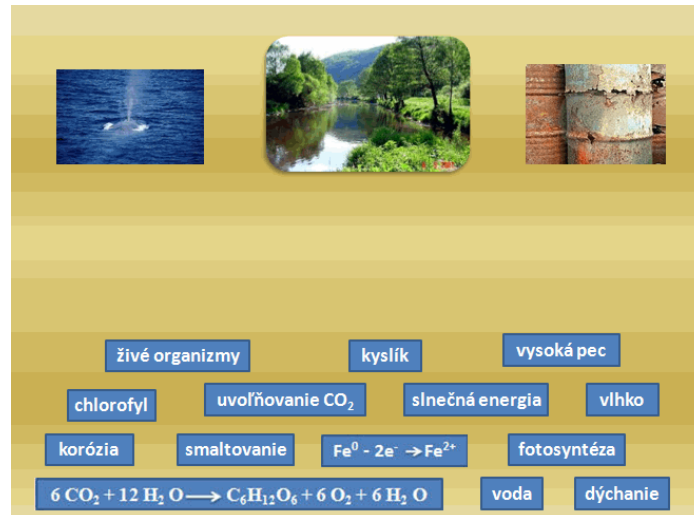 živé organizmy
kyslík
vysoká pec
chlorofyl
uvoľňovanie CO₂
slnečná energia
vlhko
korózia
smaltovanie
Fe⁰ - 2e⁻ → Fe²⁺
fotosyntéza
6 CO₂ + 12 H₂ O → C₆H₁₂O₆ + 6 O₂ + 6 H₂ O
voda
dýchanie